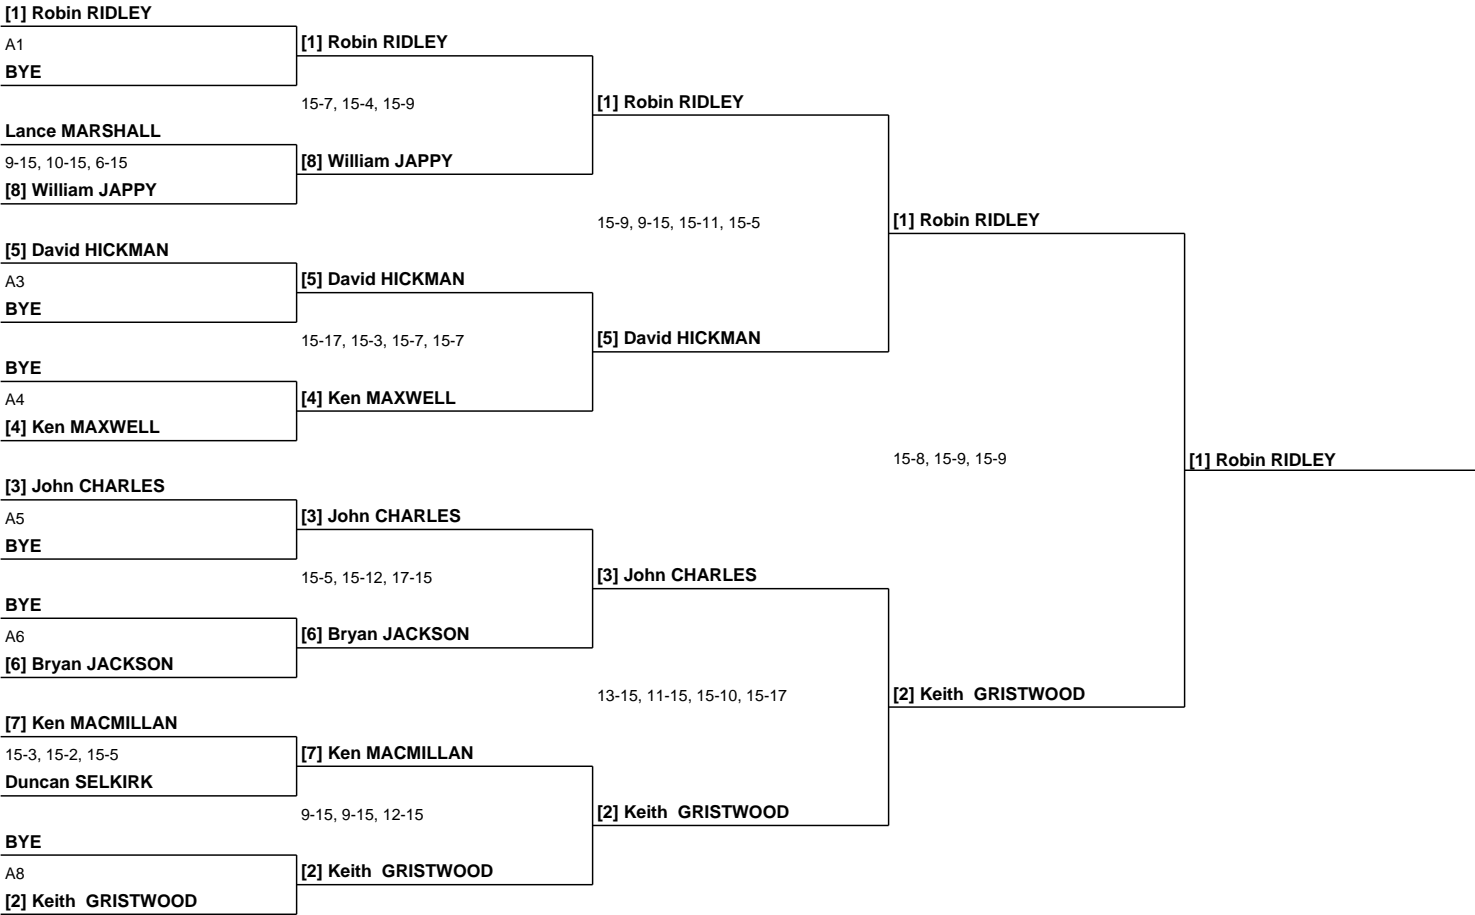 [1] Robin RIDLEY
A1
[1] Robin RIDLEY
BYE
15-7, 15-4, 15-9
[1] Robin RIDLEY
Lance MARSHALL
9-15, 10-15, 6-15
[8] William JAPPY
[8] William JAPPY
15-9, 9-15, 15-11, 15-5
[1] Robin RIDLEY
[5] David HICKMAN
A3
[5] David HICKMAN
BYE
15-17, 15-3, 15-7, 15-7
[5] David HICKMAN
BYE
A4
[4] Ken MAXWELL
[4] Ken MAXWELL
15-8, 15-9, 15-9
[1] Robin RIDLEY
[3] John CHARLES
A5
[3] John CHARLES
BYE
15-5, 15-12, 17-15
[3] John CHARLES
BYE
A6
[6] Bryan JACKSON
[6] Bryan JACKSON
13-15, 11-15, 15-10, 15-17
[2] Keith  GRISTWOOD
[7] Ken MACMILLAN
15-3, 15-2, 15-5
[7] Ken MACMILLAN
Duncan SELKIRK
9-15, 9-15, 12-15
[2] Keith  GRISTWOOD
BYE
A8
[2] Keith  GRISTWOOD
[2] Keith  GRISTWOOD